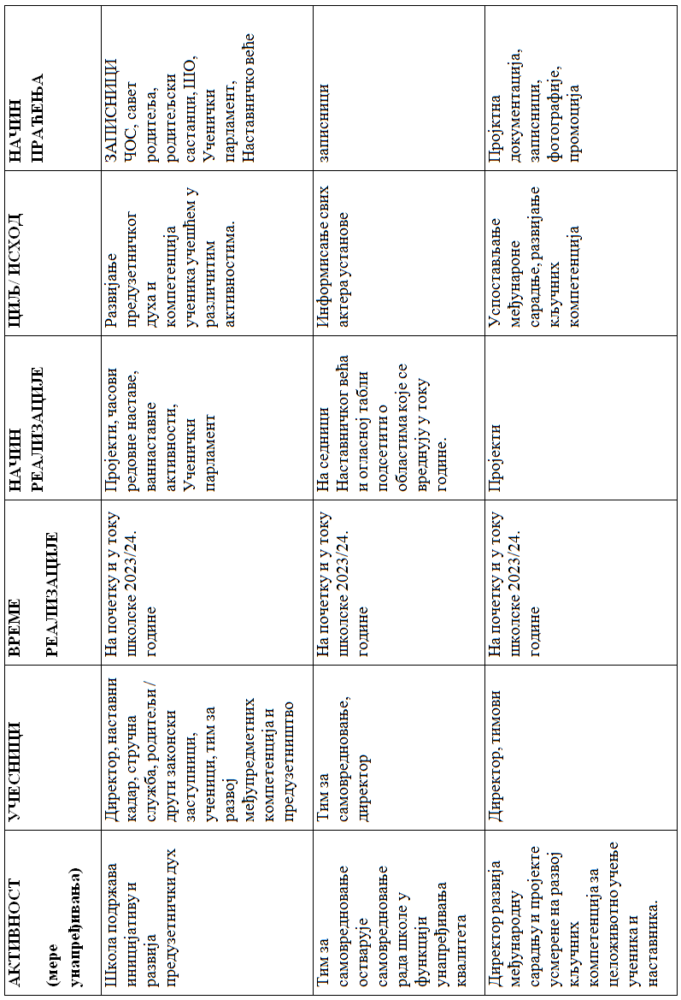 АКТИВНОСТ
(мере
унапређивања)
УЧЕСНИЦИ
ВРЕМЕ
РЕАЛИЗАЦИЈЕ
НАЧИН
РЕАЛИЗАЦИЈЕ
ЦИЉ/ ИСХОД
НАЧИН
ПРАЋЕЊА
Школа подржава
иницијативу и
развија
предузетнички дух
Директор, наставни
кадар, стручна
служба, родитељи /
други законски
заступници,
ученици, тим за
развој
међупредметних
компетенција и
предузетништво
На почетку и у току
школске 2023/24.
године
Пројекти, часови
редовне наставе,
ваннаставне
активности,
Ученички
парламент
Развијање
предузетничког
духа и
компетенција
ученика учешћем у
различитим
активностима.
ЗАПИСНИЦИ
ЧОС, савет
родитеља,
родитељски
састанци, ШО,
Ученички
парламент,
Наставничко веће
Тим за
самовредновање
остварује
самовредновање
рада школе у
функцији
унапређивања
квалитета
Тим за
самовредновање,
директор
На почетку и у току
школске 2023/24.
године
На седници
Наставничког већа
и огласној табли
подсетити о
областима које се
вреднују у току
године.
Информисање свих
актера установе
записници
Директор развија
међународну
сарадњу и пројекте
усмерене на развој
кључних
компетенција за
целоживотно учење
ученика и
наставника.
Директор, тимови
На почетку и у току
школске 2023/24.
године
Пројекти
Успостављање
међународне
сарадње, развијање
кључних
компетенција
Пројктна
документација,
записници,
фотографије,
промоција